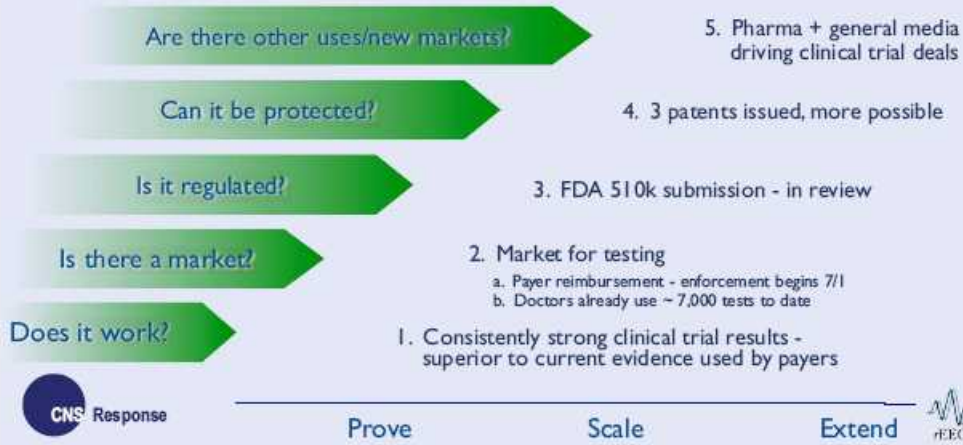 Are there other uses/new markets?
5. Pharma + general media
driving clinical trial deals
Can it be protected?
4. 3 patents issued, more possible
Is it regulated?
3. FDA 510k submission - in review
Is there a market?
2. Market for testing
a. Payer reimbursement - enforcement begins 7/1
b. Doctors already use ~ 7,000 tests to date
Does it work?
1. Consistently strong clinical trial results -
superior to current evidence used by payers
CNS Response
Prove
Scale
Extend
rEEG